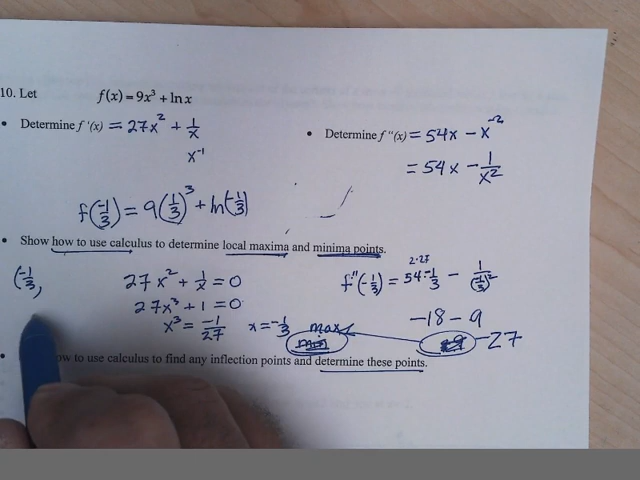 10. Let f(x) = 9x³ + ln x
• Determine f '(x) = 27x² + 1/x
x⁻¹
• Determine f "(x) = 54x - x⁻²
= 54x - 1/x²
f(-1/3) = 9(1/3)³ + ln(-1/3)
• Show how to use calculus to determine local maxima and minima points.
(-1/3,
27x² + 1/x = 0
27x³ + 1 = 0
x³ = -1/27 x = -1/3 max
2·27
f"(-1/3) = 54·-1/3 - 1/(-1/3)²
-18 - 9
-27
• how to use calculus to find any inflection points and determine these points.